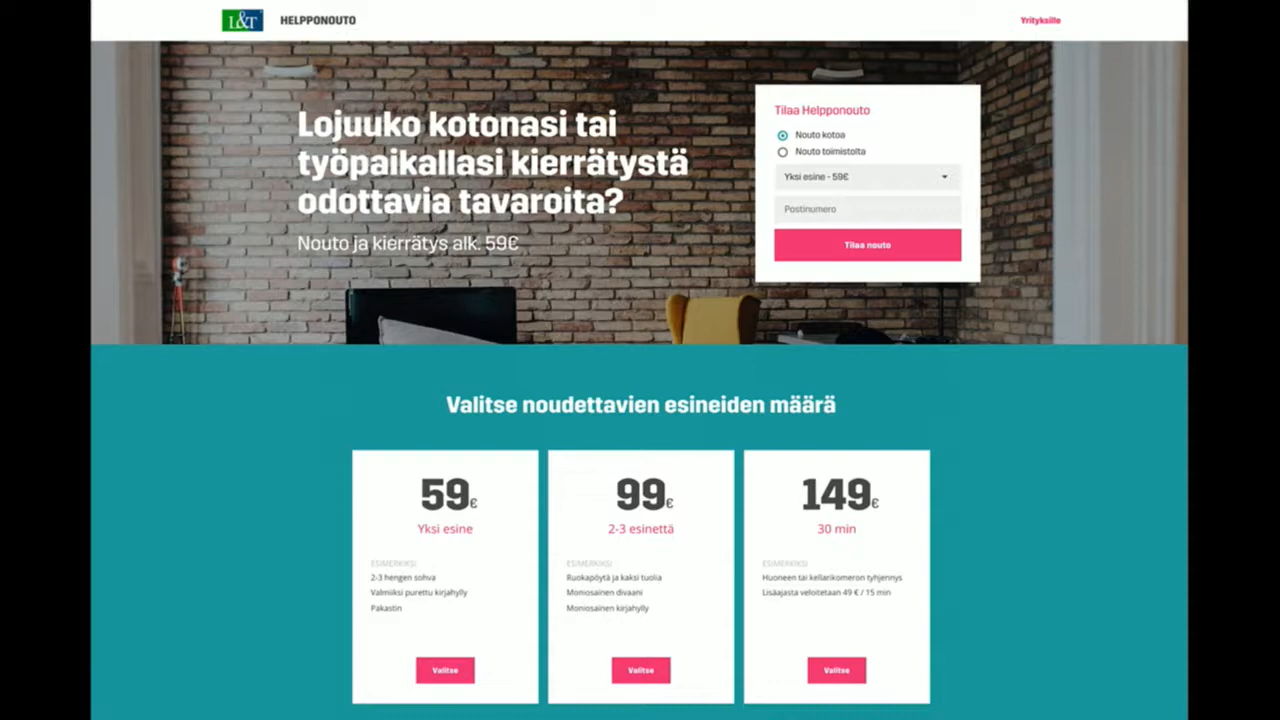 L&T HELPPONOUTO
Yrityksille
Lojuuko kotonasi tai
työpaikallasi kierrätystä
odottavia tavaroita?
Nouto ja kierrätys alk. 59€
Tilaa Helpponouto
Nouto kotoa
Nouto toimistolta
Yksi esine - 59€
Postinumero
Tilaa nouto
Valitse noudettavien esineiden määrä
59€
Yksi esine
ESIMERKIKSI
2-3 hengen sohva
Valmiiksi purettu kirjahylly
Pakastin
Valitse
99€
2-3 esinettä
ESIMERKIKSI
Ruokapöytä ja kaksi tuolia
Moniosainen divaani
Moniosainen kirjahylly
Valitse
149€
30 min
ESIMERKIKSI
Huoneen tai kellarikomeron tyhjennys
Lisäajasta veloitetaan 49 € / 15 min
Valitse